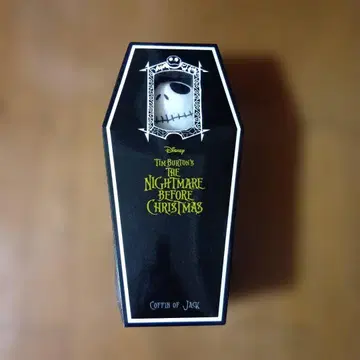 Disney
TIM BURTON'S
THE
NIGHTMARE
BEFORE
CHRISTMAS
COFFIN OF JACK